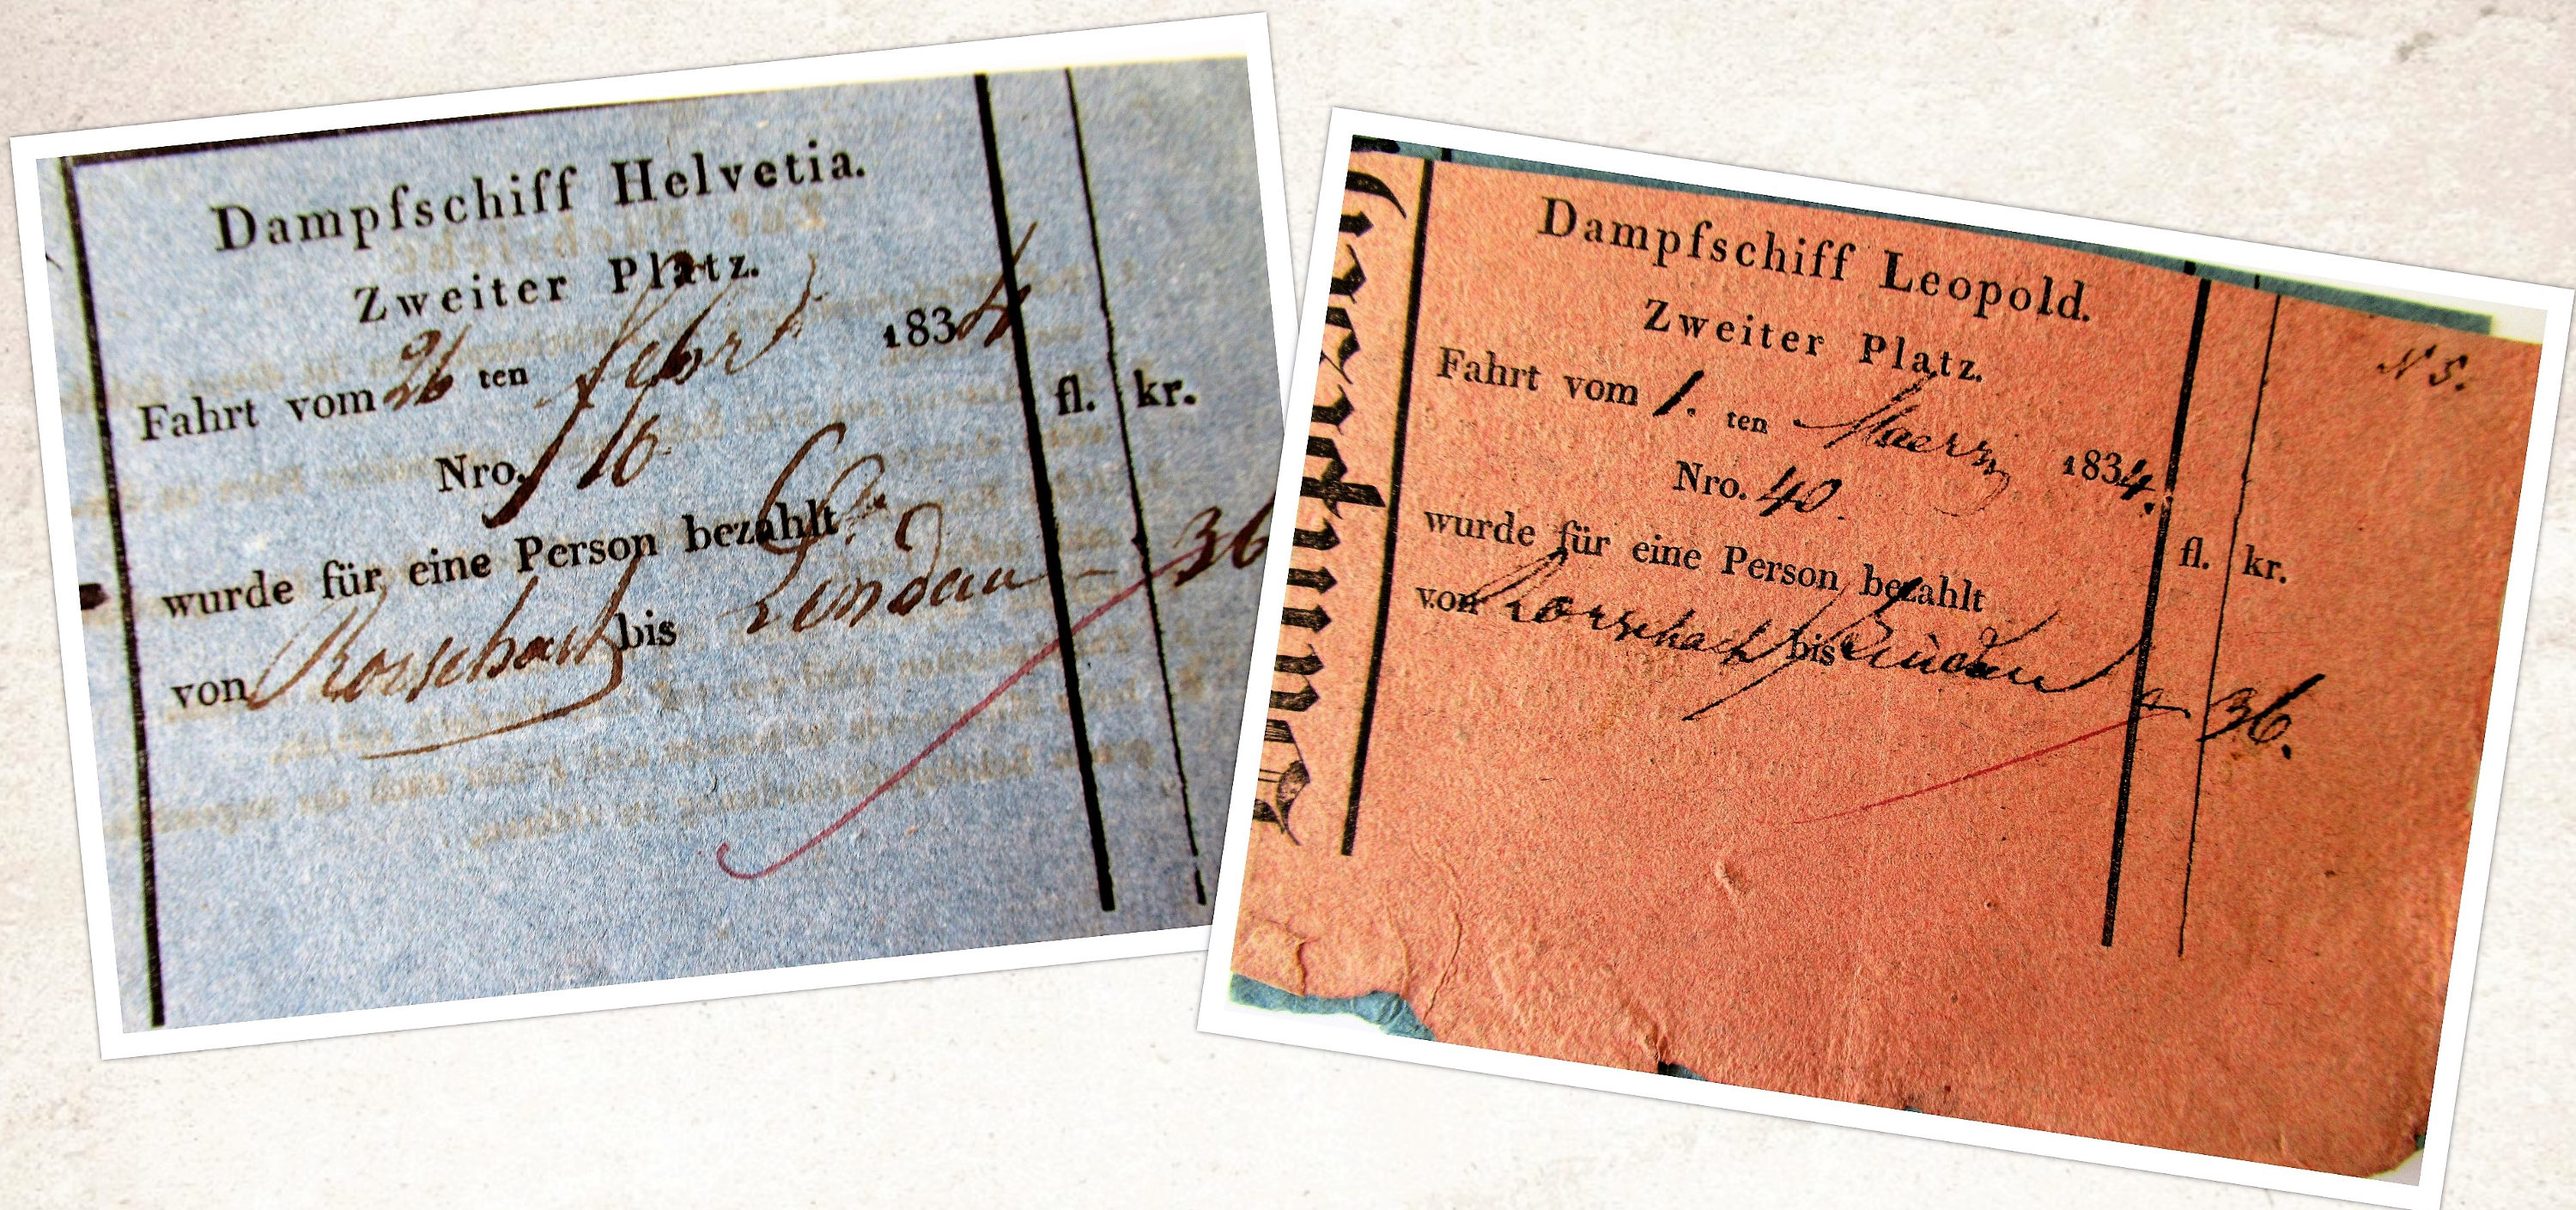 Dampfschiff Helvetia.
Zweiter Platz.
Fahrt vom 26 ten Febr 1834
Nro. 16
fl. kr.
wurde für eine Person bezahlt
von Rorschach bis Lindau – 36
Dampfschiff Leopold.
Zweiter Platz.
N 5.
Fahrt vom 1. ten Maerz 1834.
Nro. 40.
fl. kr.
wurde für eine Person bezahlt
von Rorschach bis Lindau – 36.